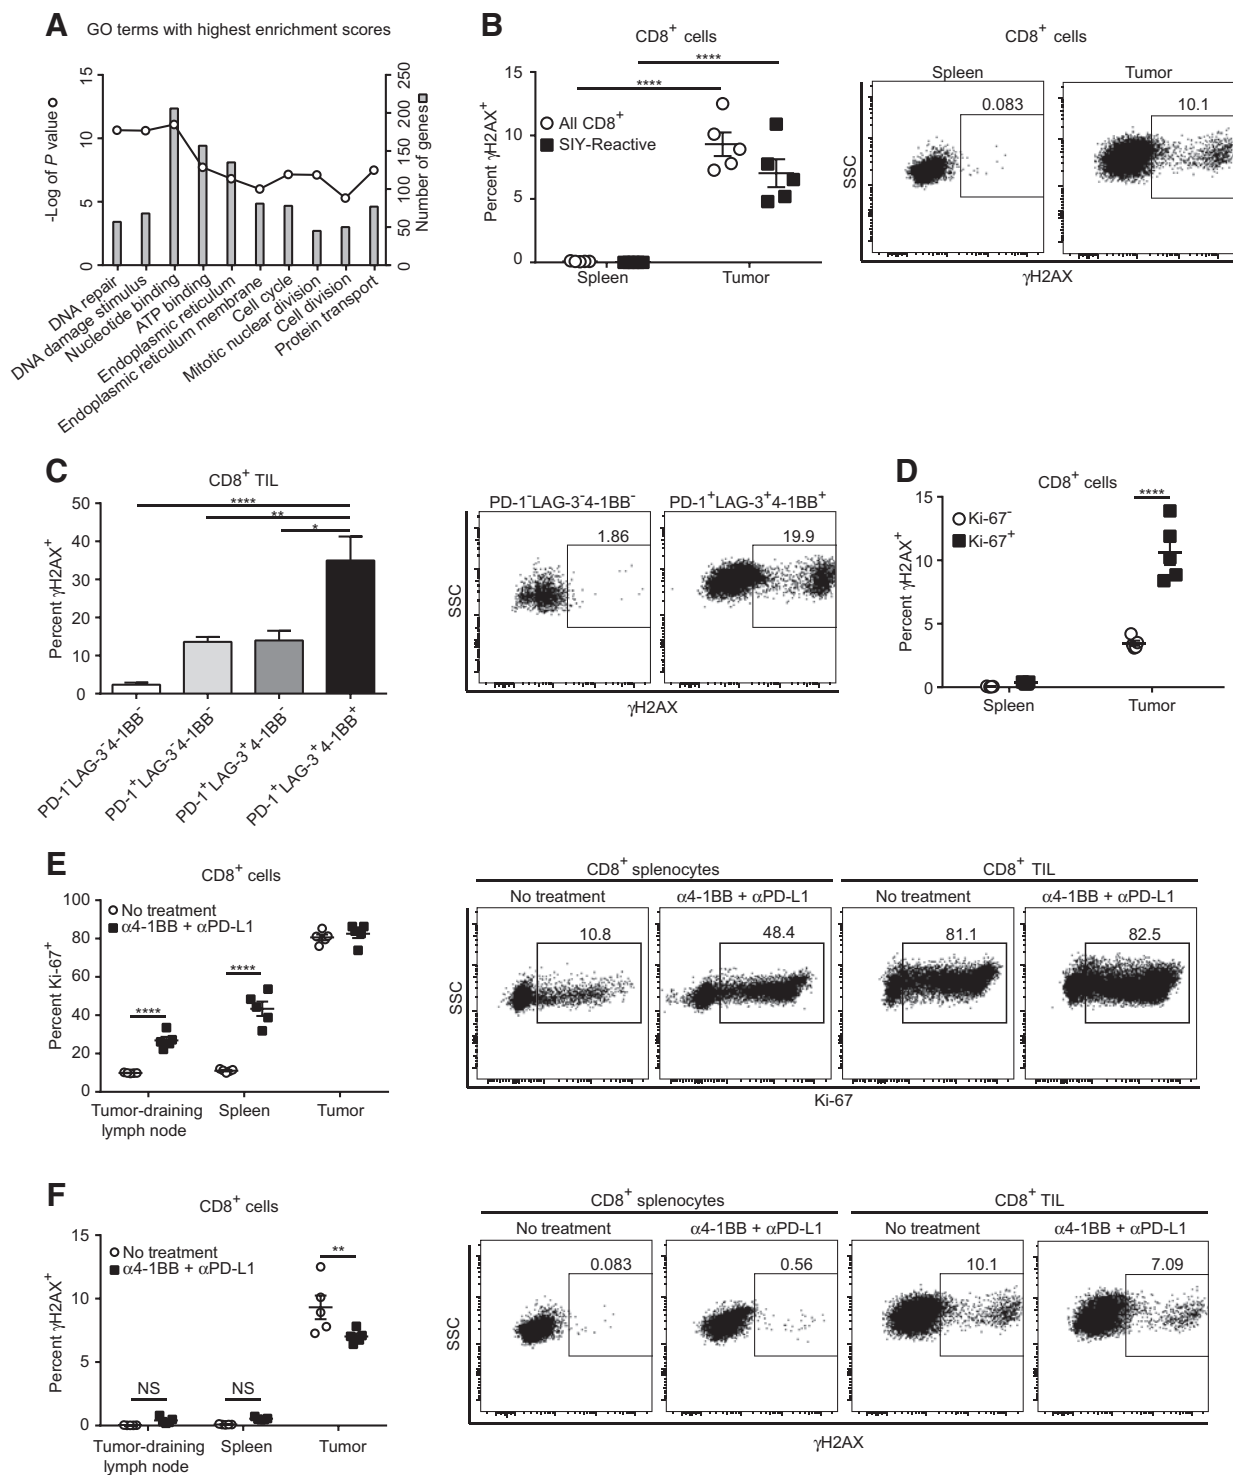 A
GO terms with highest enrichment scores
-Log of P value
Number of genes
15
10
5
0
250
200
150
100
50
0
DNA repair
DNA damage stimulus
Nucleotide binding
ATP binding
Endoplasmic reticulum
Endoplasmic reticulum membrane
Cell cycle
Mitotic nuclear division
Cell division
Protein transport
B
CD8⁺ cells
Percent γH2AX⁺
15
10
5
0
****
****
All CD8⁺
SIY-Reactive
Spleen
Tumor
CD8⁺ cells
Spleen
Tumor
0.083
10.1
SSC
γH2AX
C
CD8⁺ TIL
Percent γH2AX⁺
50
40
30
20
10
0
****
**
*
PD-1⁻LAG-3⁻4-1BB⁻
PD-1⁺LAG-3⁻4-1BB⁻
PD-1⁺LAG-3⁺4-1BB⁻
PD-1⁺LAG-3⁺4-1BB⁺
PD-1⁻LAG-3⁻4-1BB⁻
PD-1⁺LAG-3⁺4-1BB⁺
1.86
19.9
SSC
γH2AX
D
CD8⁺ cells
Percent γH2AX⁺
15
10
5
0
****
Ki-67⁻
Ki-67⁺
Spleen
Tumor
E
CD8⁺ cells
Percent Ki-67⁺
100
80
60
40
20
0
No treatment
α4-1BB + αPD-L1
****
****
Tumor-draining
lymph node
Spleen
Tumor
CD8⁺ splenocytes
CD8⁺ TIL
No treatment
α4-1BB + αPD-L1
No treatment
α4-1BB + αPD-L1
10.8
48.4
81.1
82.5
SSC
Ki-67
F
CD8⁺ cells
Percent γH2AX⁺
15
10
5
0
No treatment
α4-1BB + αPD-L1
**
NS
NS
Tumor-draining
lymph node
Spleen
Tumor
CD8⁺ splenocytes
CD8⁺ TIL
No treatment
α4-1BB + αPD-L1
No treatment
α4-1BB + αPD-L1
0.083
0.56
10.1
7.09
SSC
γH2AX